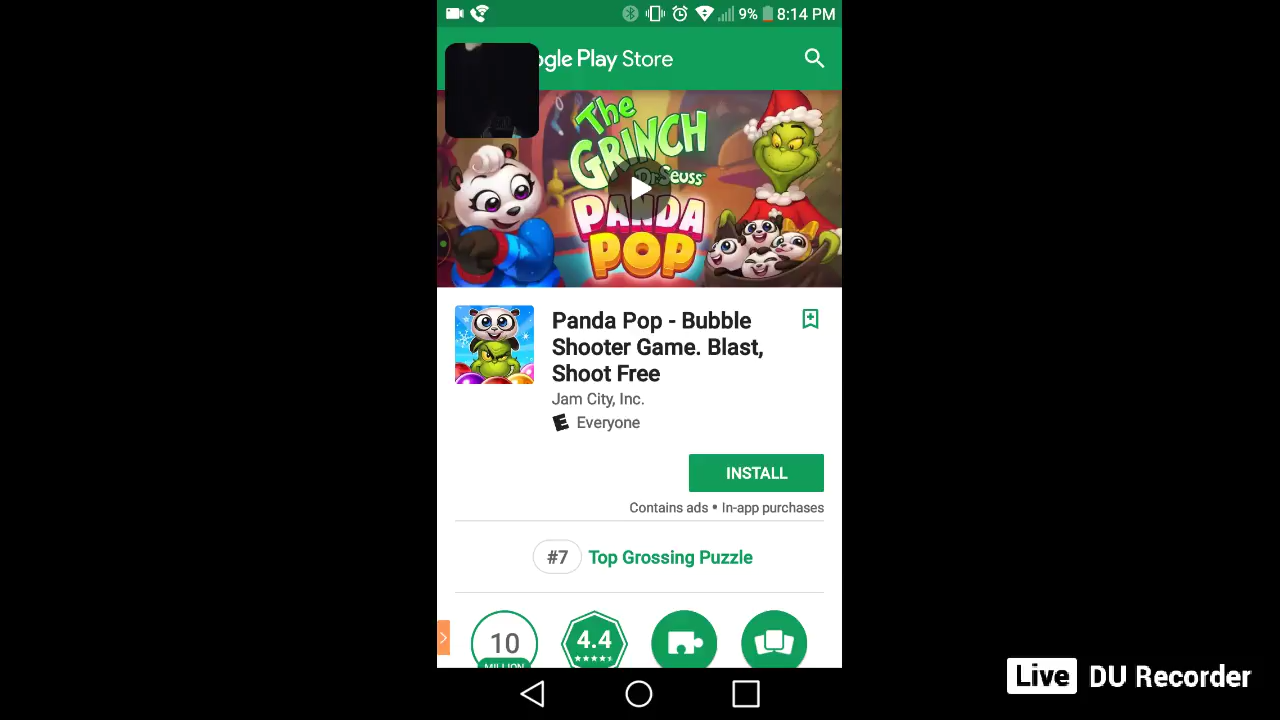 9% 8:14 PM
ogle Play Store
The
GRINCH
Dr. Seuss
PANDA
POP
Panda Pop - Bubble
Shooter Game. Blast,
Shoot Free
Jam City, Inc.
E Everyone
INSTALL
Contains ads • In-app purchases
#7 Top Grossing Puzzle
10
MILLION
4.4
Live DU Recorder